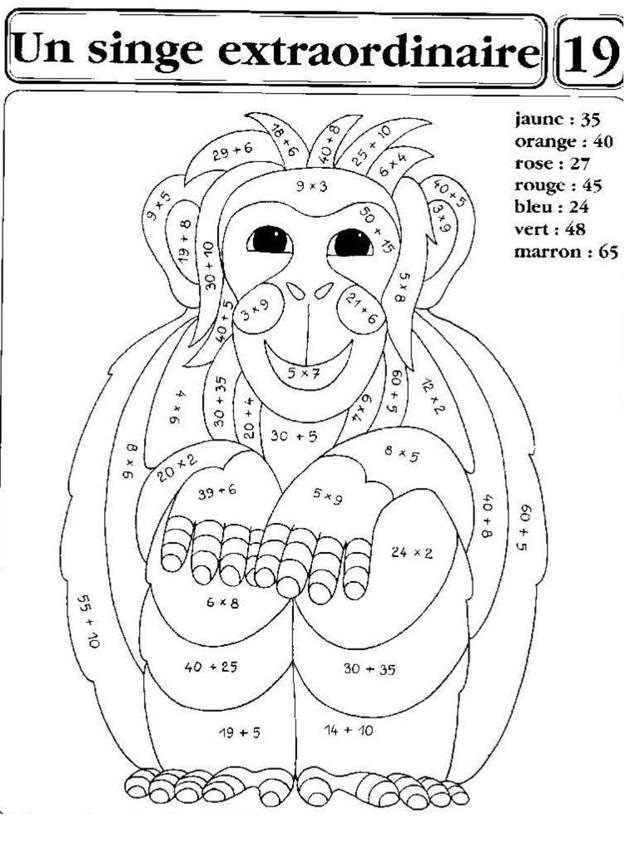 Un singe extraordinaire 19
jaune : 35
orange : 40
rose : 27
rouge : 45
bleu : 24
vert : 48
marron : 65
29 + 6
18 + 6
40 + 8
25 + 10
6 x 4
9 x 3
9 x 5
40 + 5
3 x 9
19 + 8
50 + 15
30 + 10
5 x 8
3 x 9
21 + 6
40 + 5
5 x 7
30 + 35
20 + 4
30 + 5
6 x 4
60 + 5
12 x 2
8 x 6
20 x 2
8 x 5
39 + 6
5 x 9
40 + 8
60 + 5
24 x 2
55 + 10
6 x 8
40 + 25
30 + 35
19 + 5
14 + 10